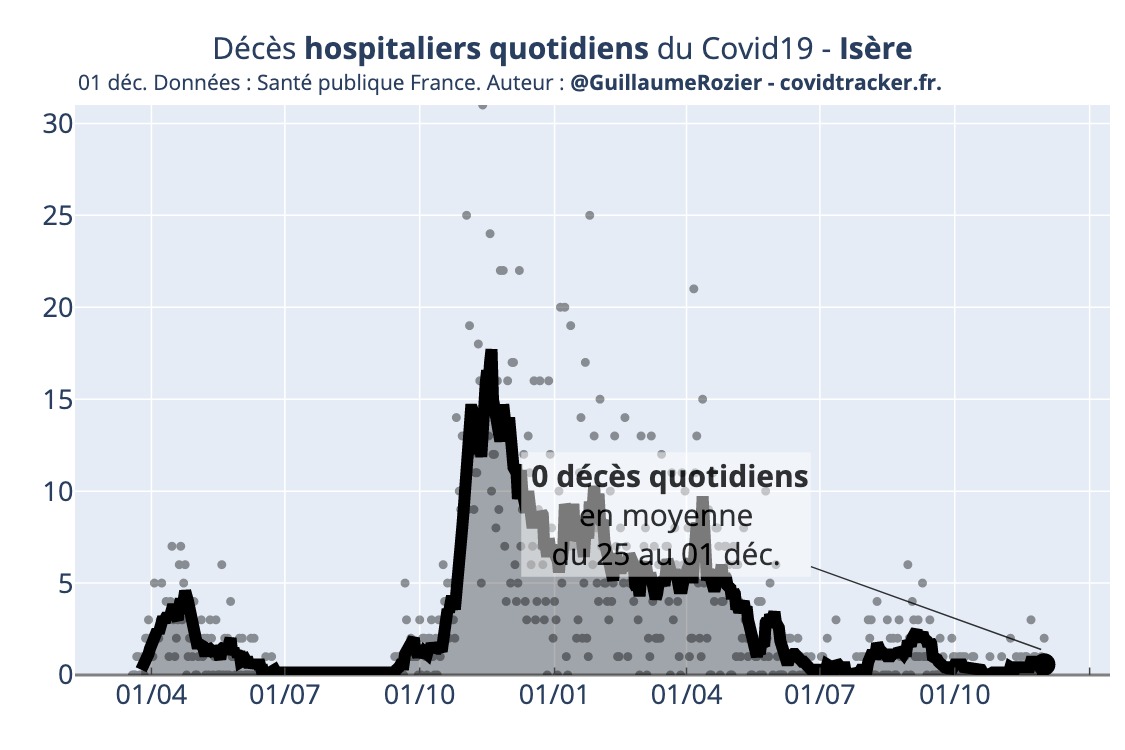 Décès hospitaliers quotidiens du Covid19 - Isère
01 déc. Données : Santé publique France. Auteur : @GuillaumeRozier - covidtracker.fr.
30
25
20
15
10
5
0
0 décès quotidiens
en moyenne
du 25 au 01 déc.
01/04 01/07 01/10 01/01 01/04 01/07 01/10